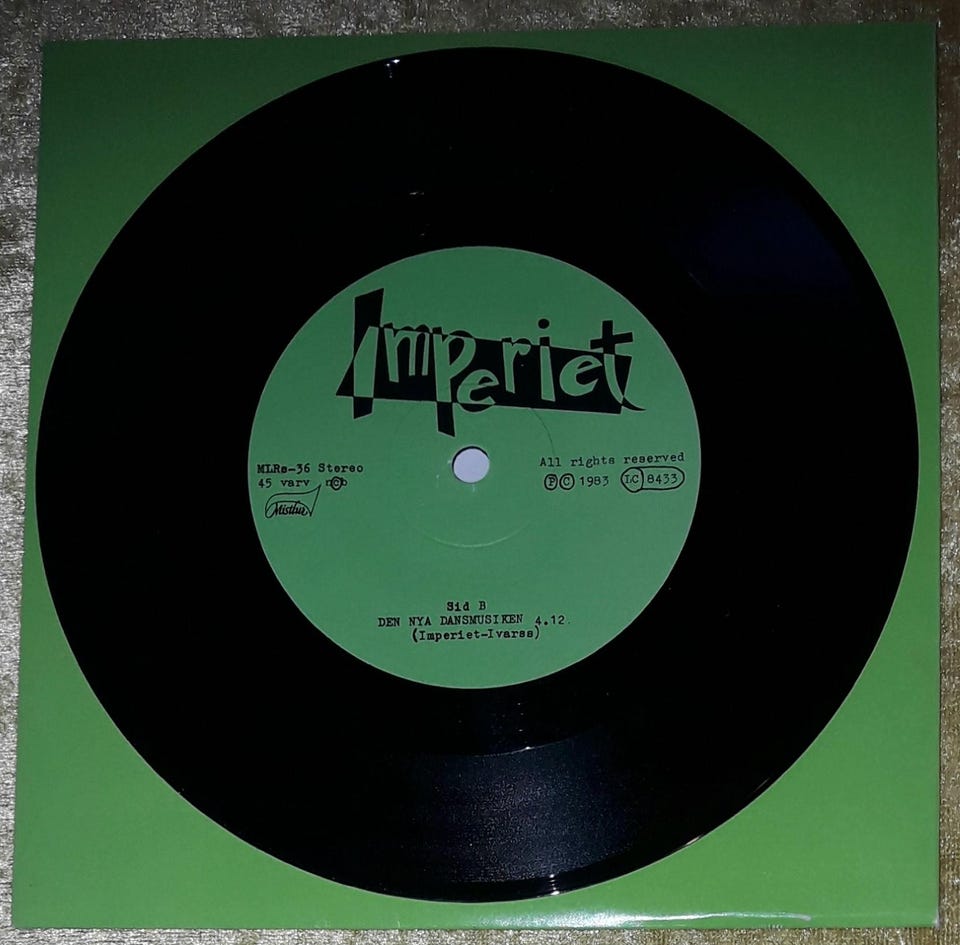 Imperiet
MLRs-36 Stereo
45 varv ncb
Mistlur
All rights reserved
Ⓟ Ⓒ 1983 LC 8433
Sid B
DEN NYA DANSMUSIKEN 4.12.
(Imperiet-Ivarss)